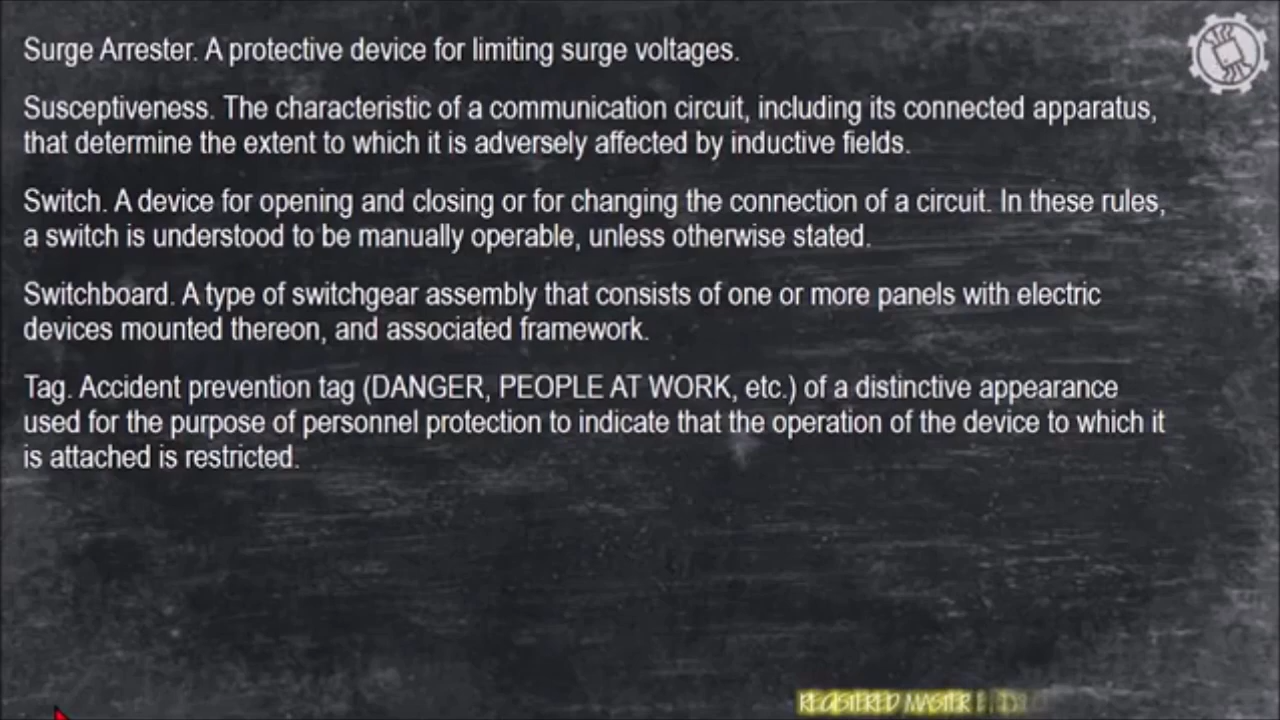 Surge Arrester. A protective device for limiting surge voltages.
Susceptiveness. The characteristic of a communication circuit, including its connected apparatus,
that determine the extent to which it is adversely affected by inductive fields.
Switch. A device for opening and closing or for changing the connection of a circuit. In these rules,
a switch is understood to be manually operable, unless otherwise stated.
Switchboard. A type of switchgear assembly that consists of one or more panels with electric
devices mounted thereon, and associated framework.
Tag. Accident prevention tag (DANGER, PEOPLE AT WORK, etc.) of a distinctive appearance
used for the purpose of personnel protection to indicate that the operation of the device to which it
is attached is restricted.
REGISTERED MASTER